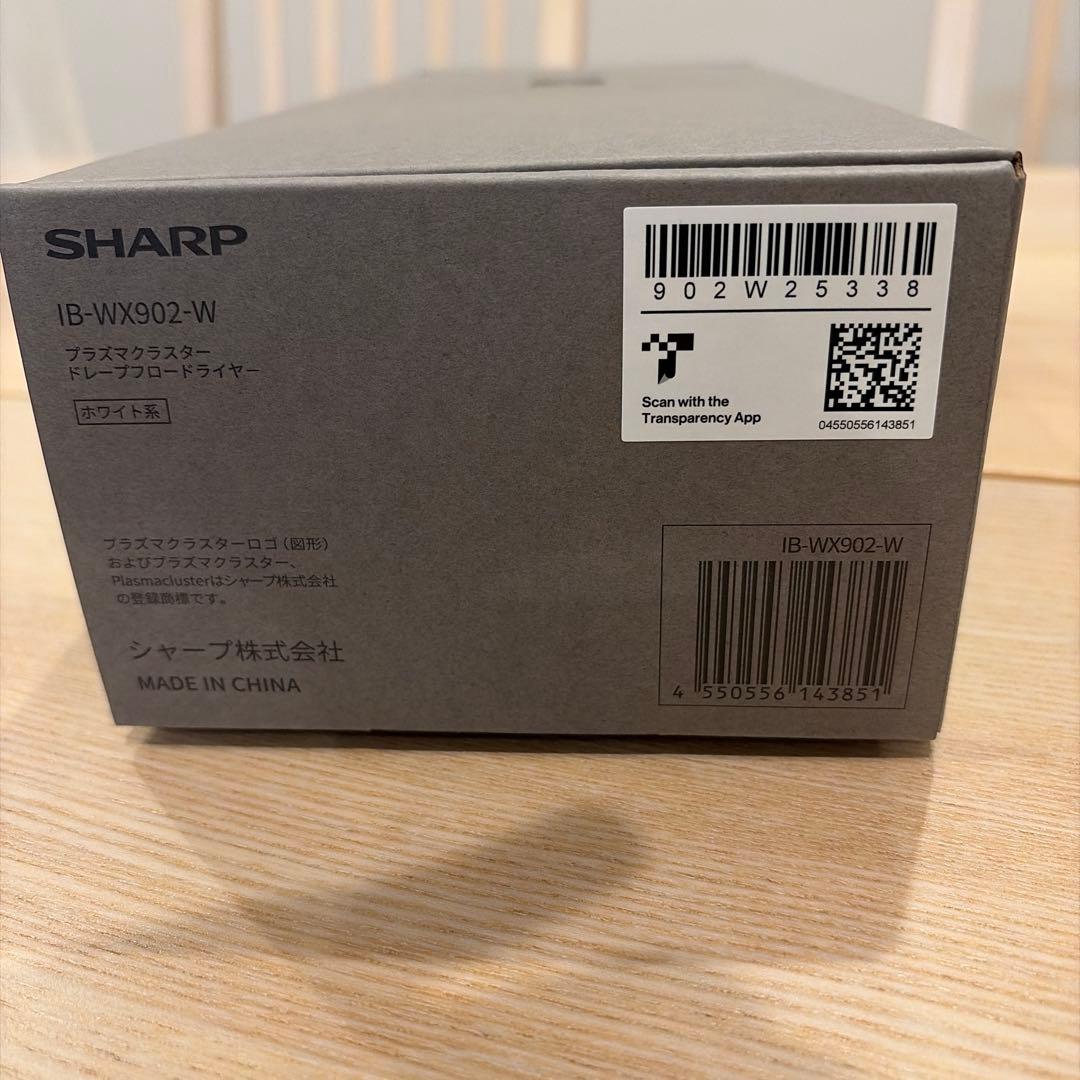 SHARP
IB-WX902-W
プラズマクラスター
ドレープフロードライヤー
ホワイト系
902W25338
Scan with the
Transparency App
04550556143851
プラズマクラスターロゴ(図形)
およびプラズマクラスター、
Plasmaclusterはシャープ株式会社
の登録商標です。
シャープ株式会社
MADE IN CHINA
IB-WX902-W
4 550556 143851